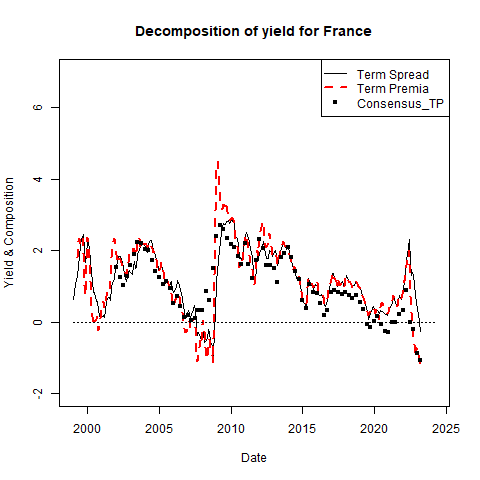 Decomposition of yield for France
Term Spread
Term Premia
Consensus_TP
Yield & Composition
6
4
2
0
-2
2000 2005 2010 2015 2020 2025
Date